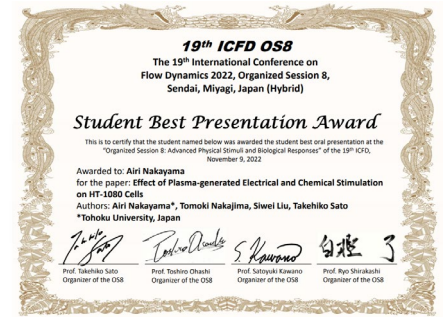 19th ICFD OS8
The 19th International Conference on
Flow Dynamics 2022, Organized Session 8,
Sendai, Miyagi, Japan (Hybrid)
Student Best Presentation Award
This is to certify that the student named below was awarded the student best oral presentation at the
"Organized Session 8: Advanced Physical Stimuli and Biological Responses" of the 19th ICFD,
November 9, 2022
Awarded to: Airi Nakayama
for the paper: Effect of Plasma-generated Electrical and Chemical Stimulation
on HT-1080 Cells
Authors: Airi Nakayama*, Tomoki Nakajima, Siwei Liu, Takehiko Sato
*Tohoku University, Japan
Toshiro Ohashi S. Kawano 白樫 了
Prof. Takehiko Sato Prof. Toshiro Ohashi Prof. Satoyuki Kawano Prof. Ryo Shirakashi
Organizer of the OS8 Organizer of the OS8 Organizer of the OS8 Organizer of the OS8